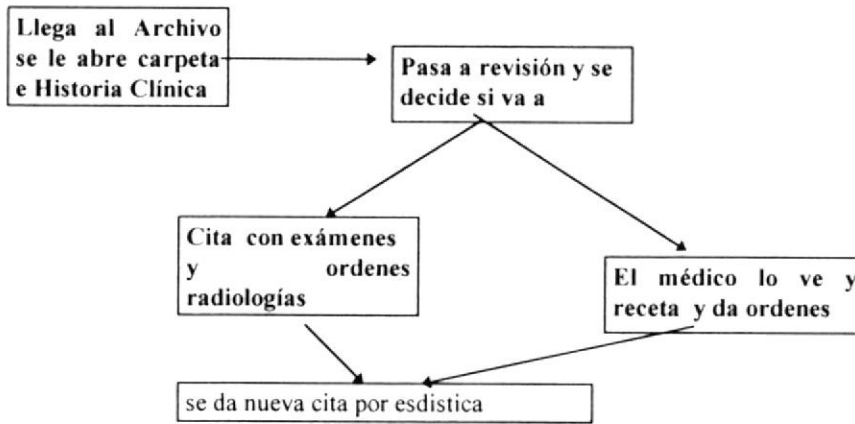 Llega al Archivo
se le abre carpeta
e Historia Clínica
Pasa a revisión y se
decide si va a
Cita con exámenes
y ordenes
radiologías
El médico lo ve y
receta y da ordenes
se da nueva cita por esdistica